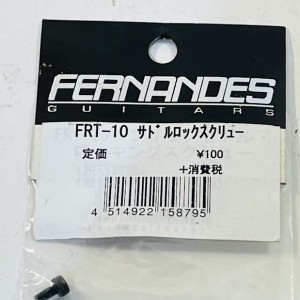 FERNANDES
GUITARS
FRT-10 ｻﾄﾞﾙロックスクリュー
定価 ¥100
+消費税
4 514922 158795